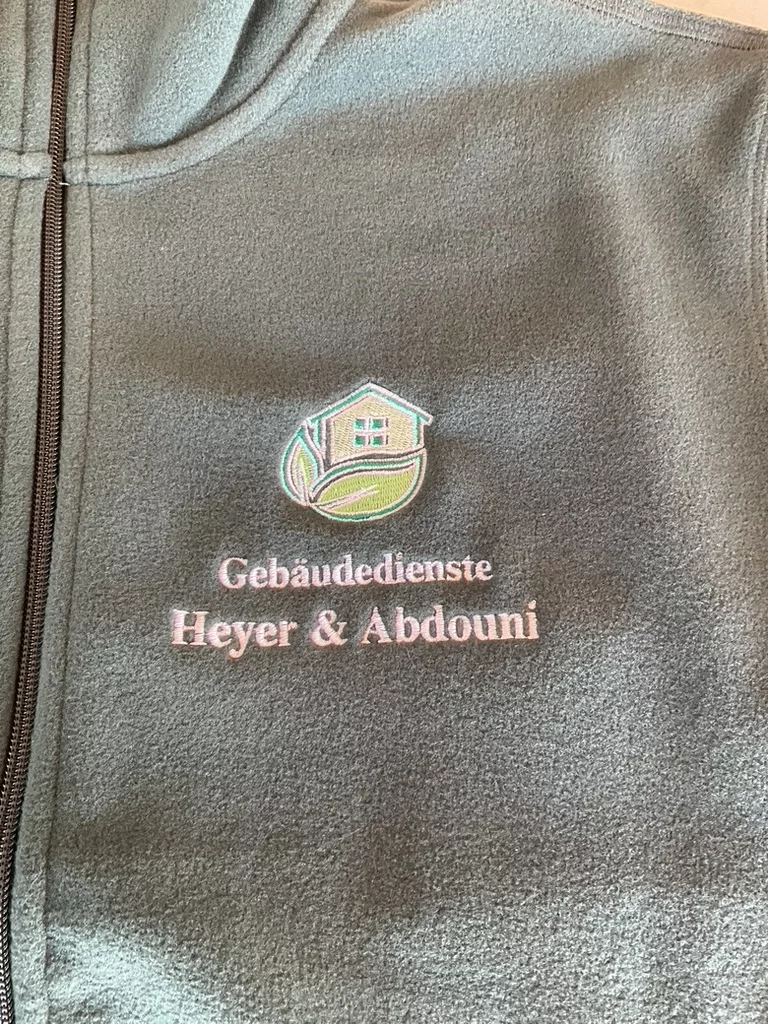 Gebäudedienste
Heyer & Abdouni